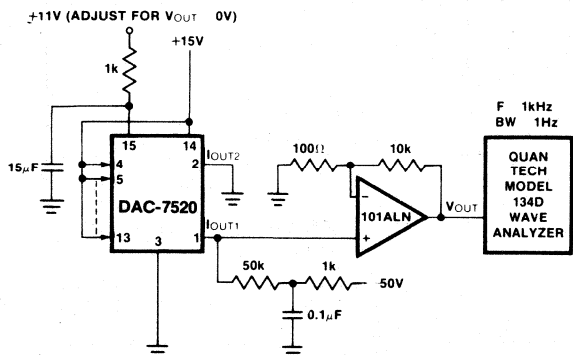 +11V (ADJUST FOR VOUT 0V)
+15V
1k
15
14
15μF
4
5
13
2
IOUT2
DAC-7520
IOUT1
1
3
100Ω
10k
−
101ALN
+
VOUT
50k
1k
-50V
0.1μF
F 1kHz
BW 1Hz
QUAN
TECH
MODEL
134D
WAVE
ANALYZER